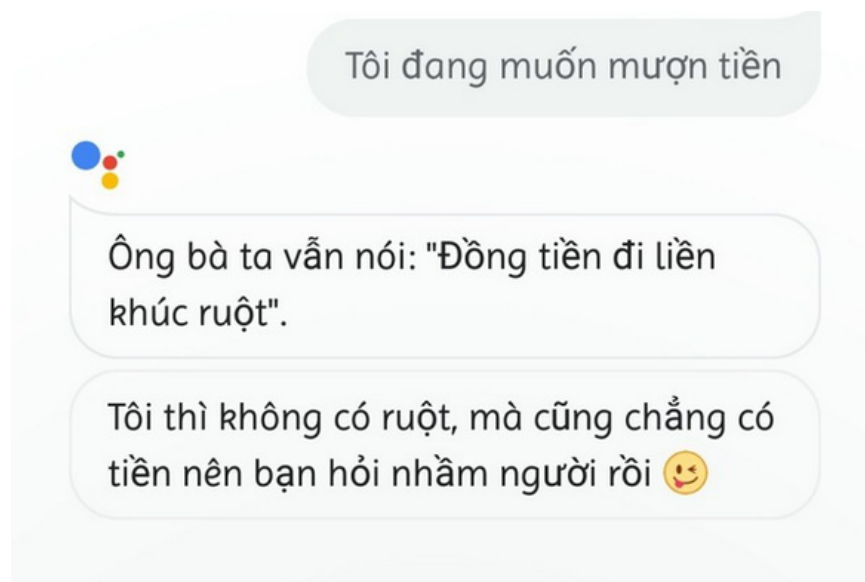 Tôi đang muốn mượn tiền
Ông bà ta vẫn nói: "Đồng tiền đi liền
khúc ruột".
Tôi thì không có ruột, mà cũng chẳng có
tiền nên bạn hỏi nhầm người rồi 😜